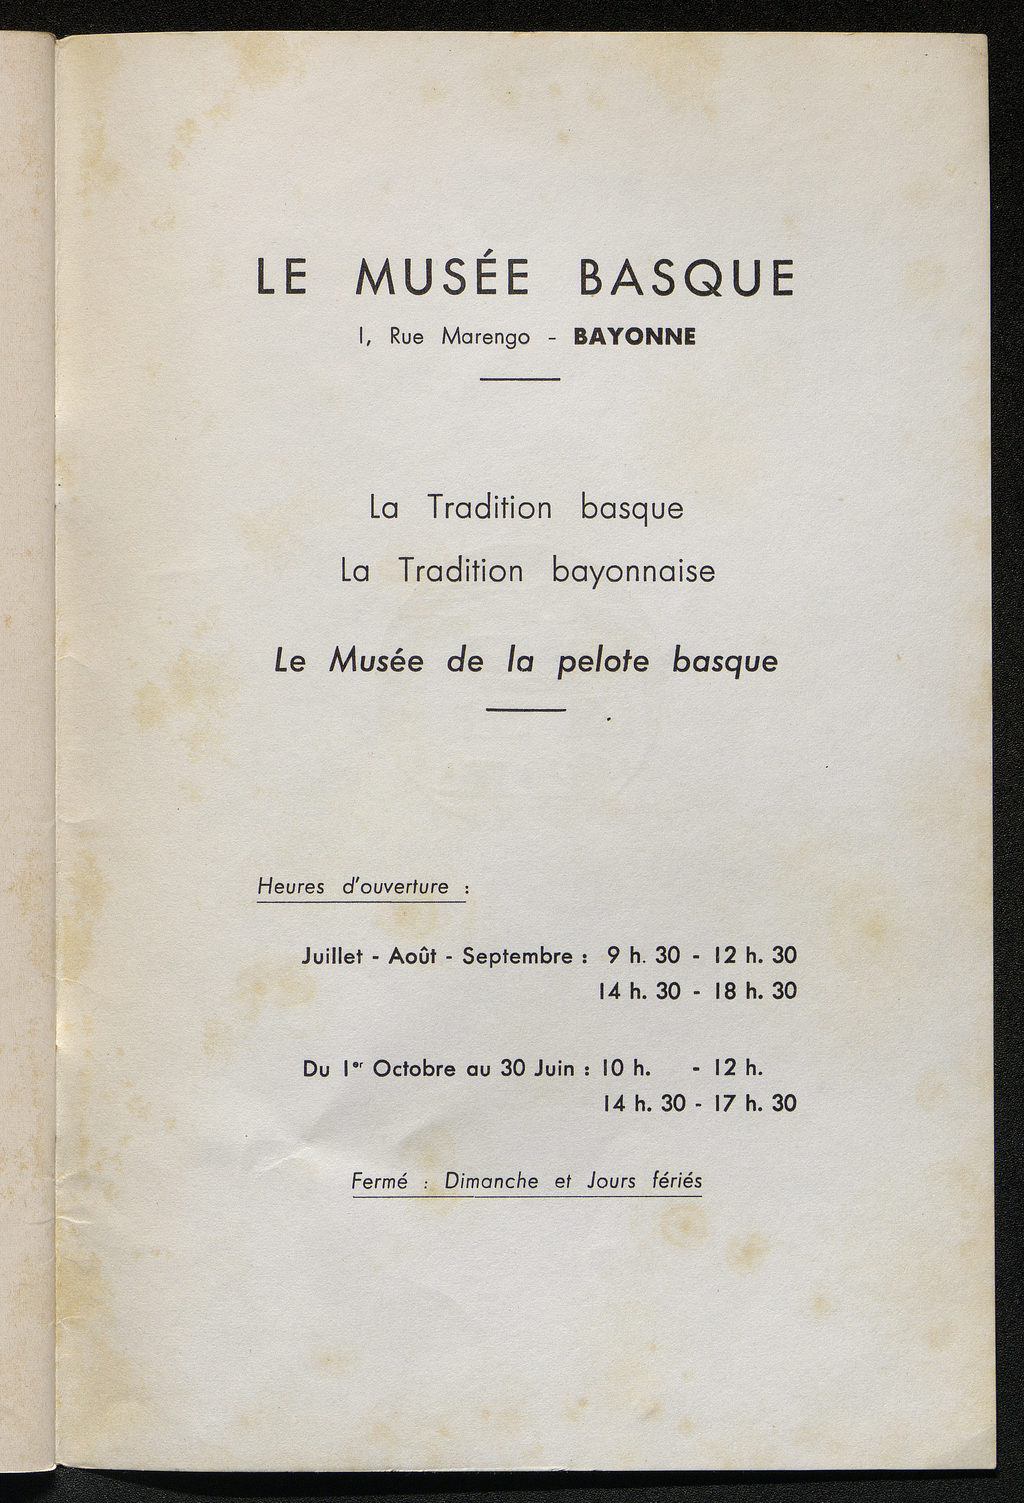 LE MUSÉE BASQUE
1, Rue Marengo - BAYONNE
La Tradition basque
La Tradition bayonnaise
Le Musée de la pelote basque
Heures d'ouverture :
Juillet - Août - Septembre : 9 h. 30 - 12 h. 30
14 h. 30 - 18 h. 30
Du 1er Octobre au 30 Juin : 10 h. - 12 h.
14 h. 30 - 17 h. 30
Fermé : Dimanche et Jours fériés